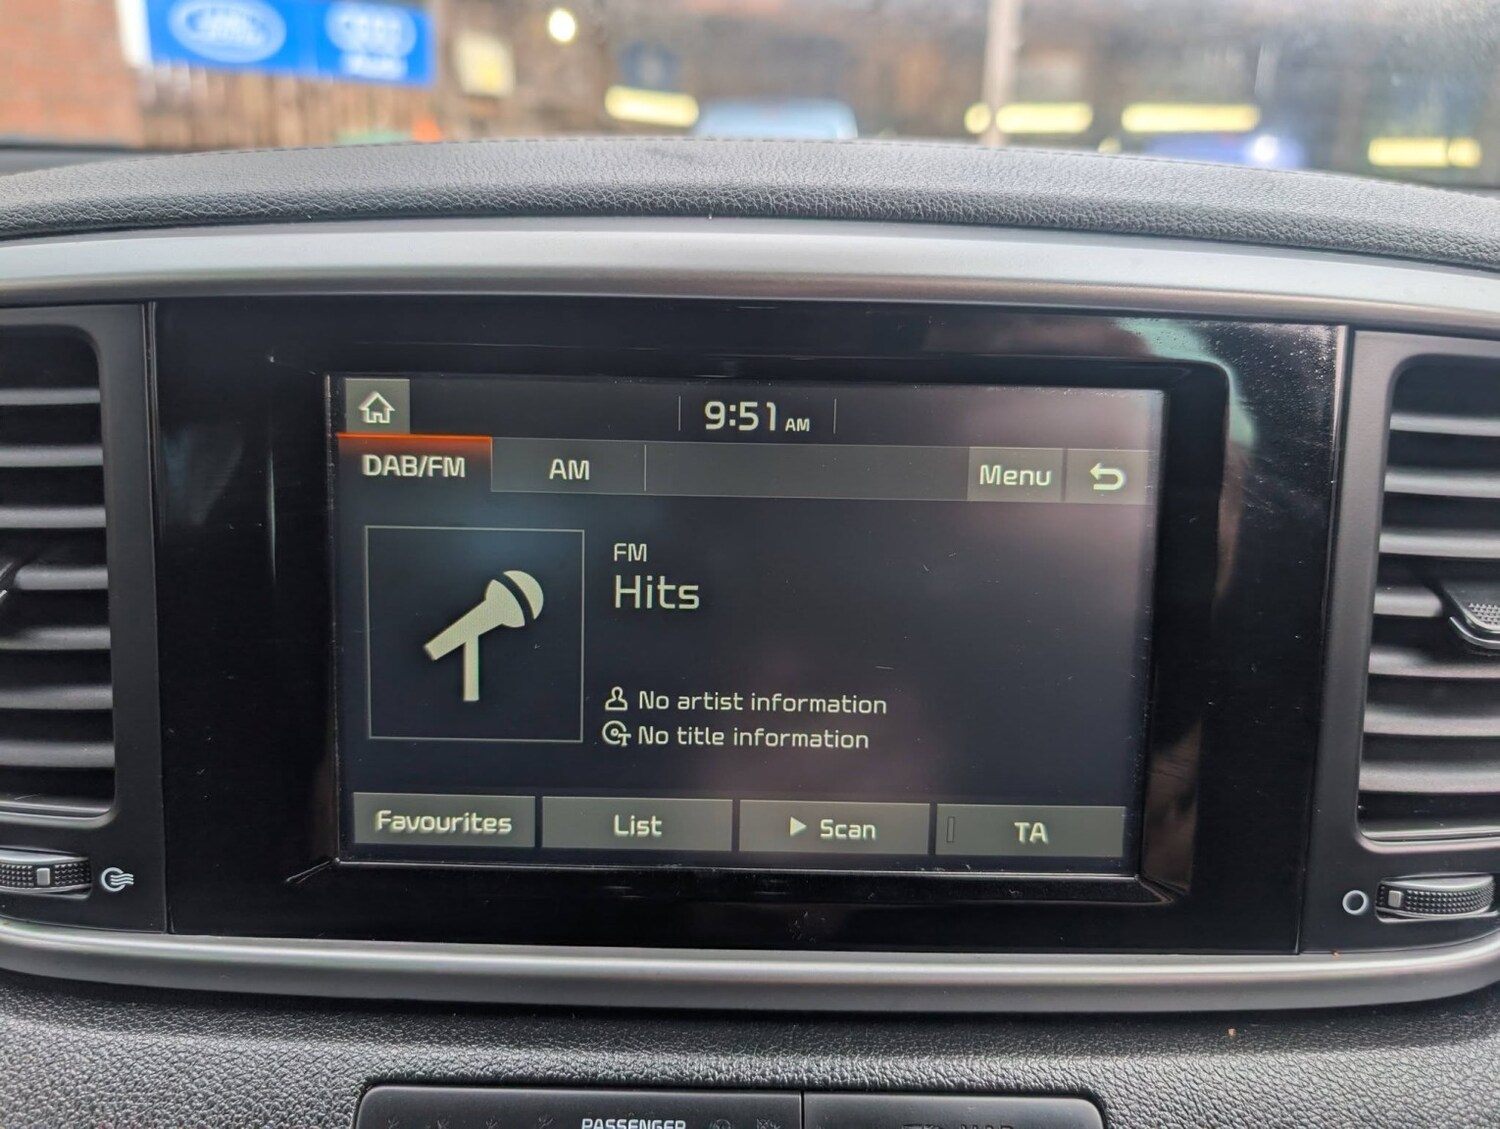 9:51 AM
DAB/FM
AM
Menu
FM
Hits
No artist information
No title information
Favourites
List
Scan
TA
PASSENGER